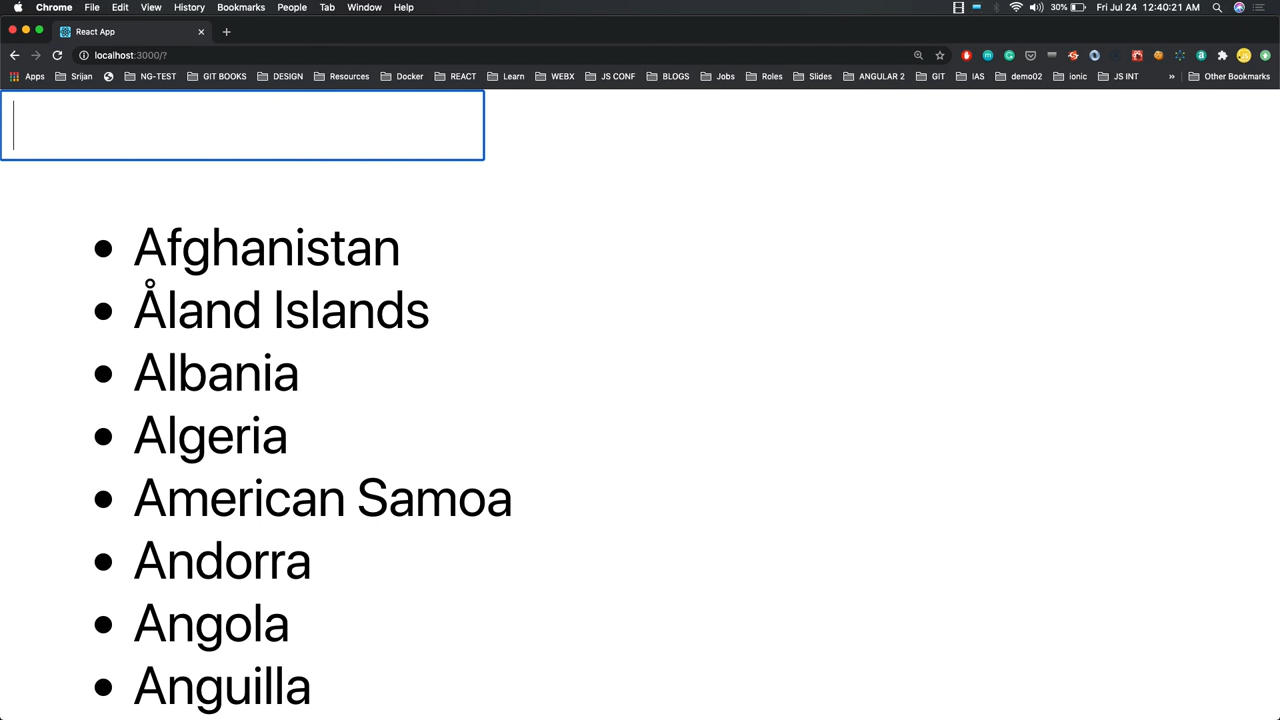 Chrome File Edit View History Bookmarks People Tab Window Help 30% Fri Jul 24 12:40:21 AM
React App
localhost:3000/?
Apps Srijan NG-TEST GIT BOOKS DESIGN Resources Docker RE-ACT Learn WEBX JS CONF BLOGS Jobs Roles Slides ANGULAR 2 GIT IAS demo02 ionic JS INT » Other Bookmarks
Afghanistan
Åland Islands
Albania
Algeria
American Samoa
Andorra
Angola
Anguilla